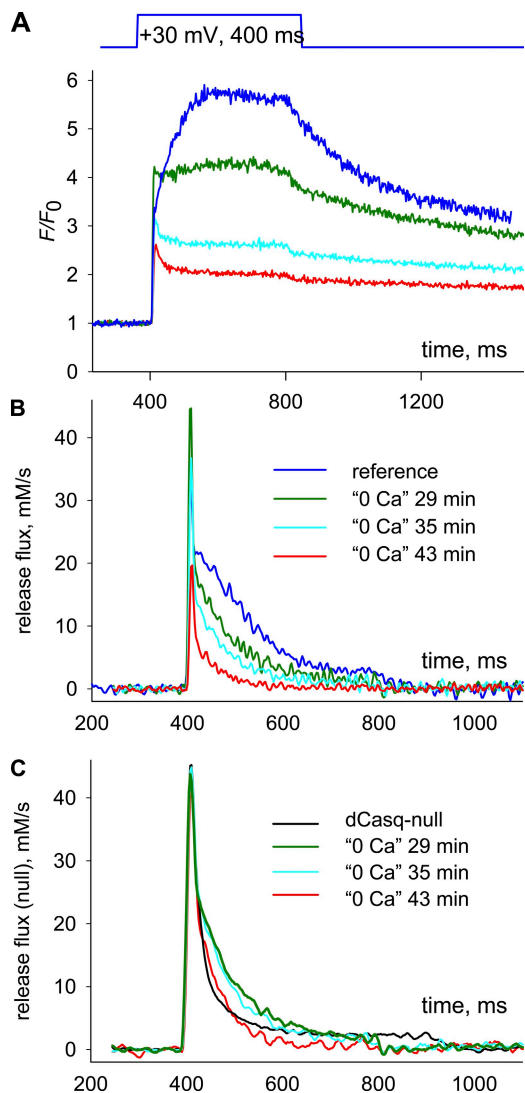 A
+30 mV, 400 ms
6
5
4
3
2
1
0
F/F0
time, ms
400 800 1200
B
40
30
20
10
0
release flux, mM/s
reference
"0 Ca" 29 min
"0 Ca" 35 min
"0 Ca" 43 min
time, ms
200 400 600 800 1000
C
40
30
20
10
0
release flux (null), mM/s
dCasq-null
"0 Ca" 29 min
"0 Ca" 35 min
"0 Ca" 43 min
time, ms
200 400 600 800 1000